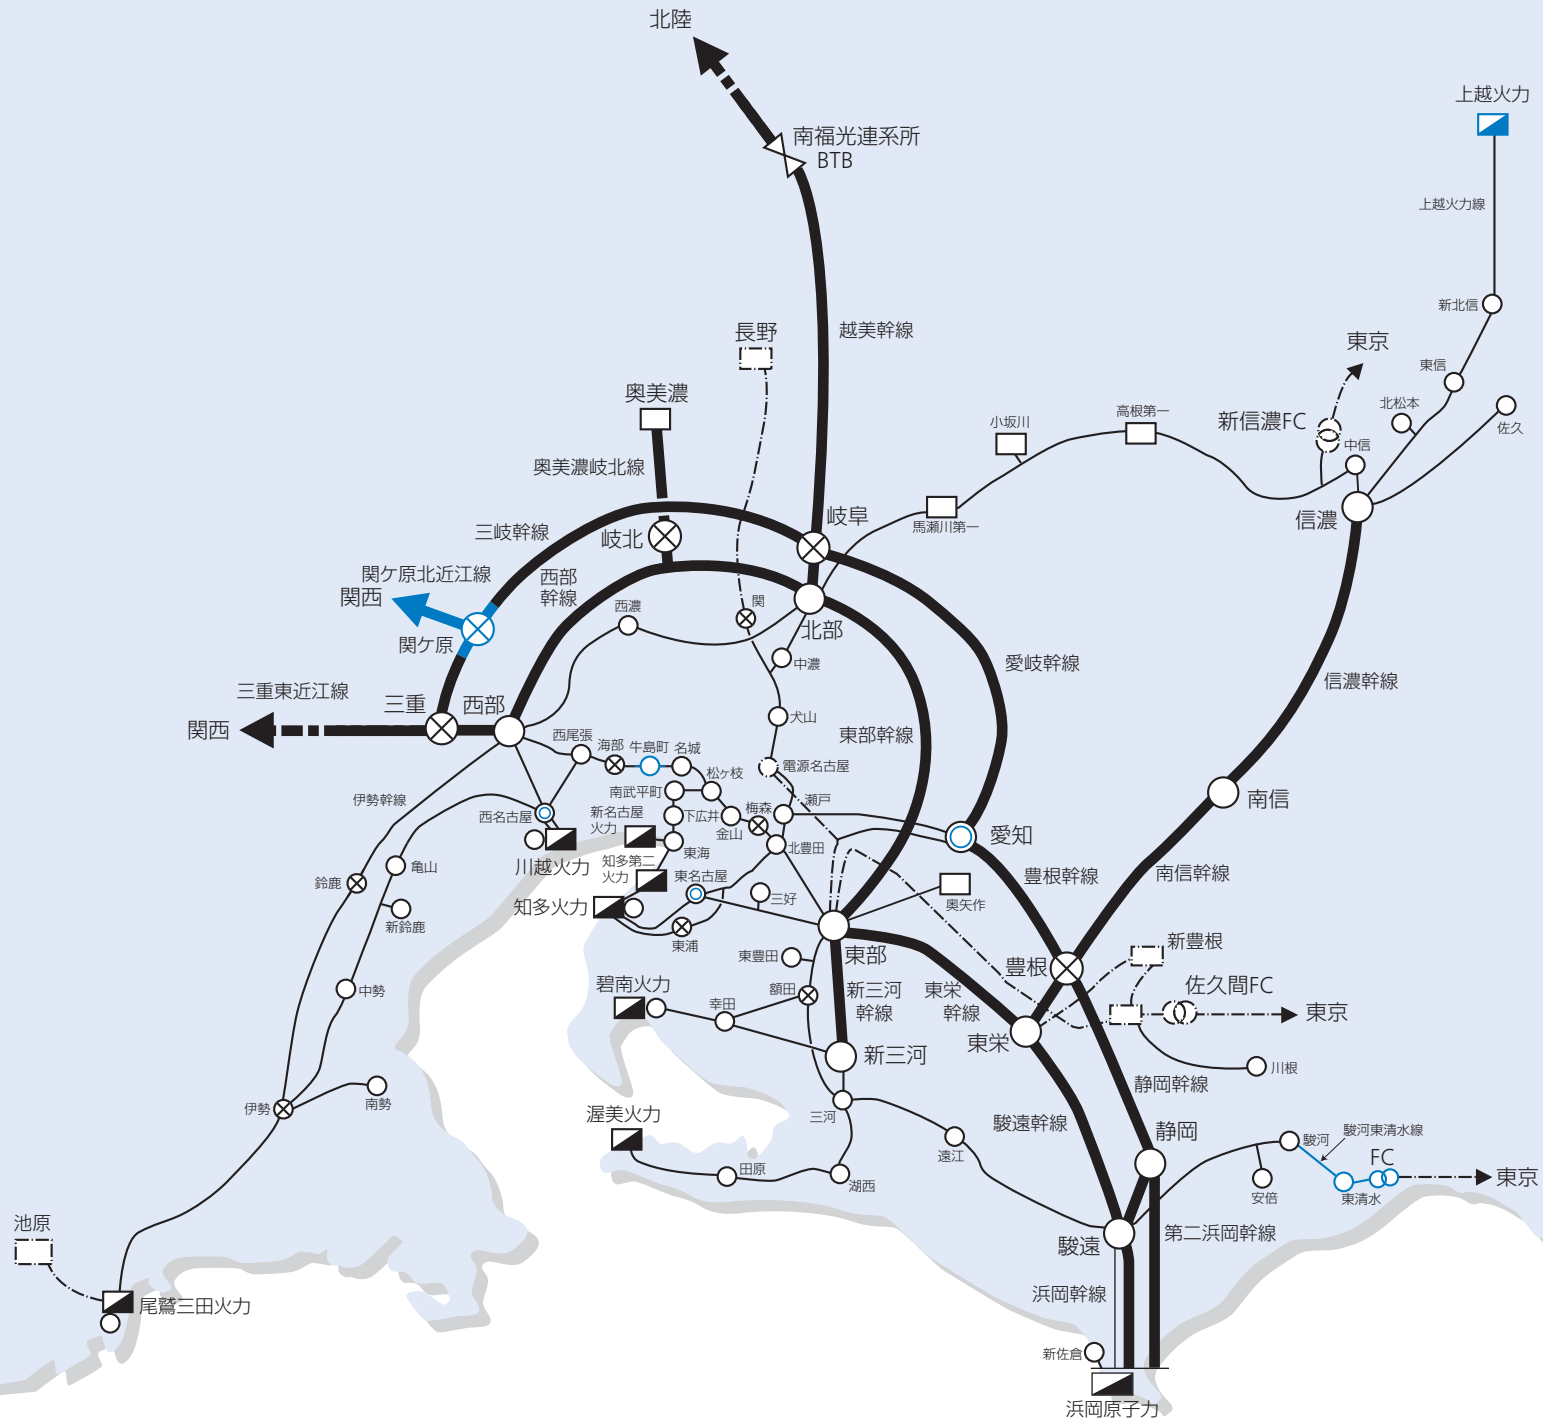 北陸
南福光連系所
BTB
上越火力
上越火力線
新北信
越美幹線
長野
東京
東信
奥美濃
北松本
佐久
高根第一
小坂川
新信濃FC
中信
奥美濃岐北線
馬瀬川第一
信濃
岐阜
三岐幹線
岐北
関ケ原北近江線
関西
西部
幹線
西濃
関
北部
関ケ原
中濃
愛岐幹線
信濃幹線
三重東近江線
三重
西部
関西
犬山
東部幹線
西尾張
海部
牛島町
名城
松ヶ枝
電源名古屋
南武平町
伊勢幹線
西名古屋
新名古屋
火力
下広井
金山
梅森
瀬戸
南信
愛知
北豊田
東海
川越火力
知多第二
火力
東名古屋
亀山
鈴鹿
豊根幹線
南信幹線
三好
奥矢作
知多火力
新鈴鹿
東浦
東豊田
東部
新豊根
豊根
碧南火力
中勢
額田
新三河
幹線
東栄
幹線
佐久間FC
東京
幸田
新三河
東栄
川根
静岡幹線
伊勢
南勢
渥美火力
三河
駿遠幹線
静岡
駿河
駿河東清水線
FC
遠江
田原
湖西
安倍
東清水
東京
池原
駿遠
第二浜岡幹線
浜岡幹線
尾鷲三田火力
新佐倉
浜岡原子力